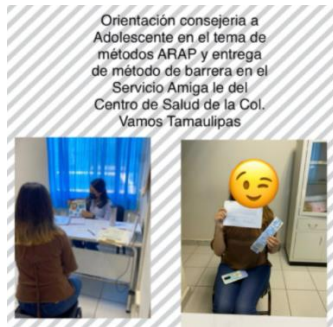 Orientación consejeria a
Adolescente en el tema de
métodos ARAP y entrega
de método de barrera en el
Servicio Amiga le del
Centro de Salud de la Col.
Vamos Tamaulipas